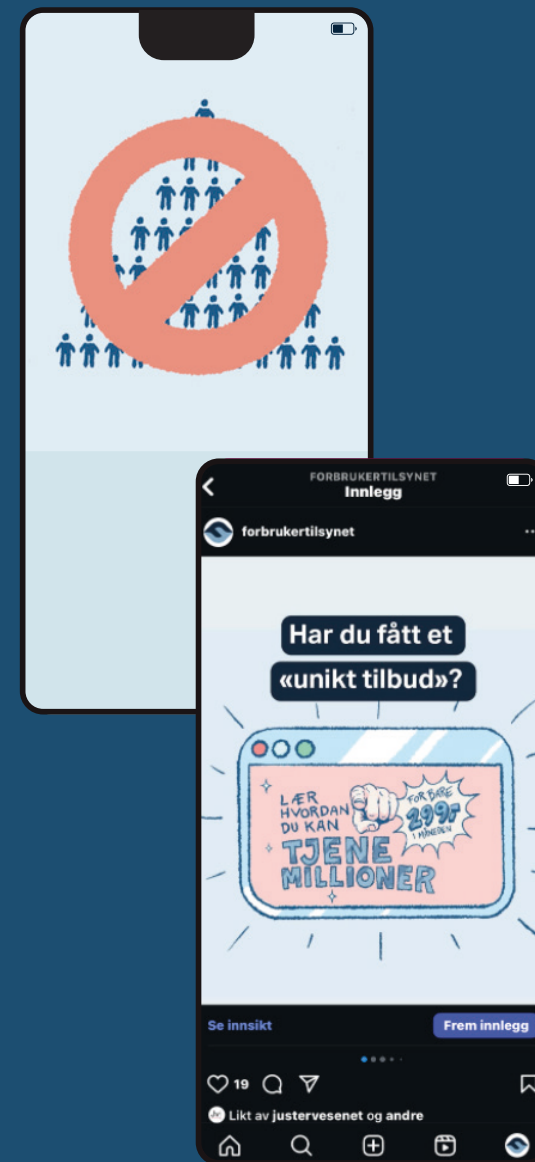 FORBRUKERTILSYNET
Innlegg
forbrukertilsynet
Har du fått et
«unikt tilbud»?
LÆR
HVORDAN
DU KAN
TJENE
MILLIONER
FOR BARE
299,-
I MÅNEDEN
Se innsikt
Frem innlegg
19
Likt av justervesenet og andre